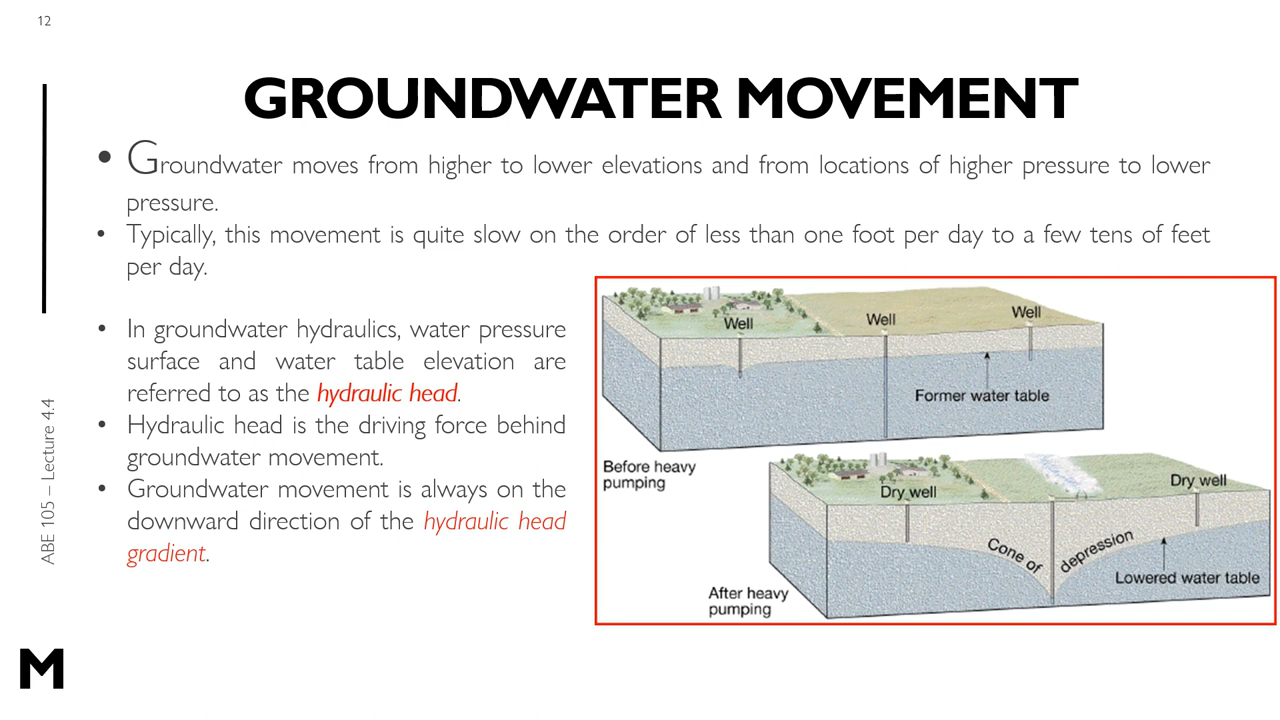 12
GROUNDWATER MOVEMENT
• Groundwater moves from higher to lower elevations and from locations of higher pressure to lower
pressure.
• Typically, this movement is quite slow on the order of less than one foot per day to a few tens of feet
per day.
• In groundwater hydraulics, water pressure
surface and water table elevation are
referred to as the hydraulic head.
• Hydraulic head is the driving force behind
groundwater movement.
• Groundwater movement is always on the
downward direction of the hydraulic head
gradient.
Well
Well
Well
Former water table
Before heavy
pumping
Dry well
Dry well
Cone of depression
Lowered water table
After heavy
pumping
ABE 105 – Lecture 4.4
M